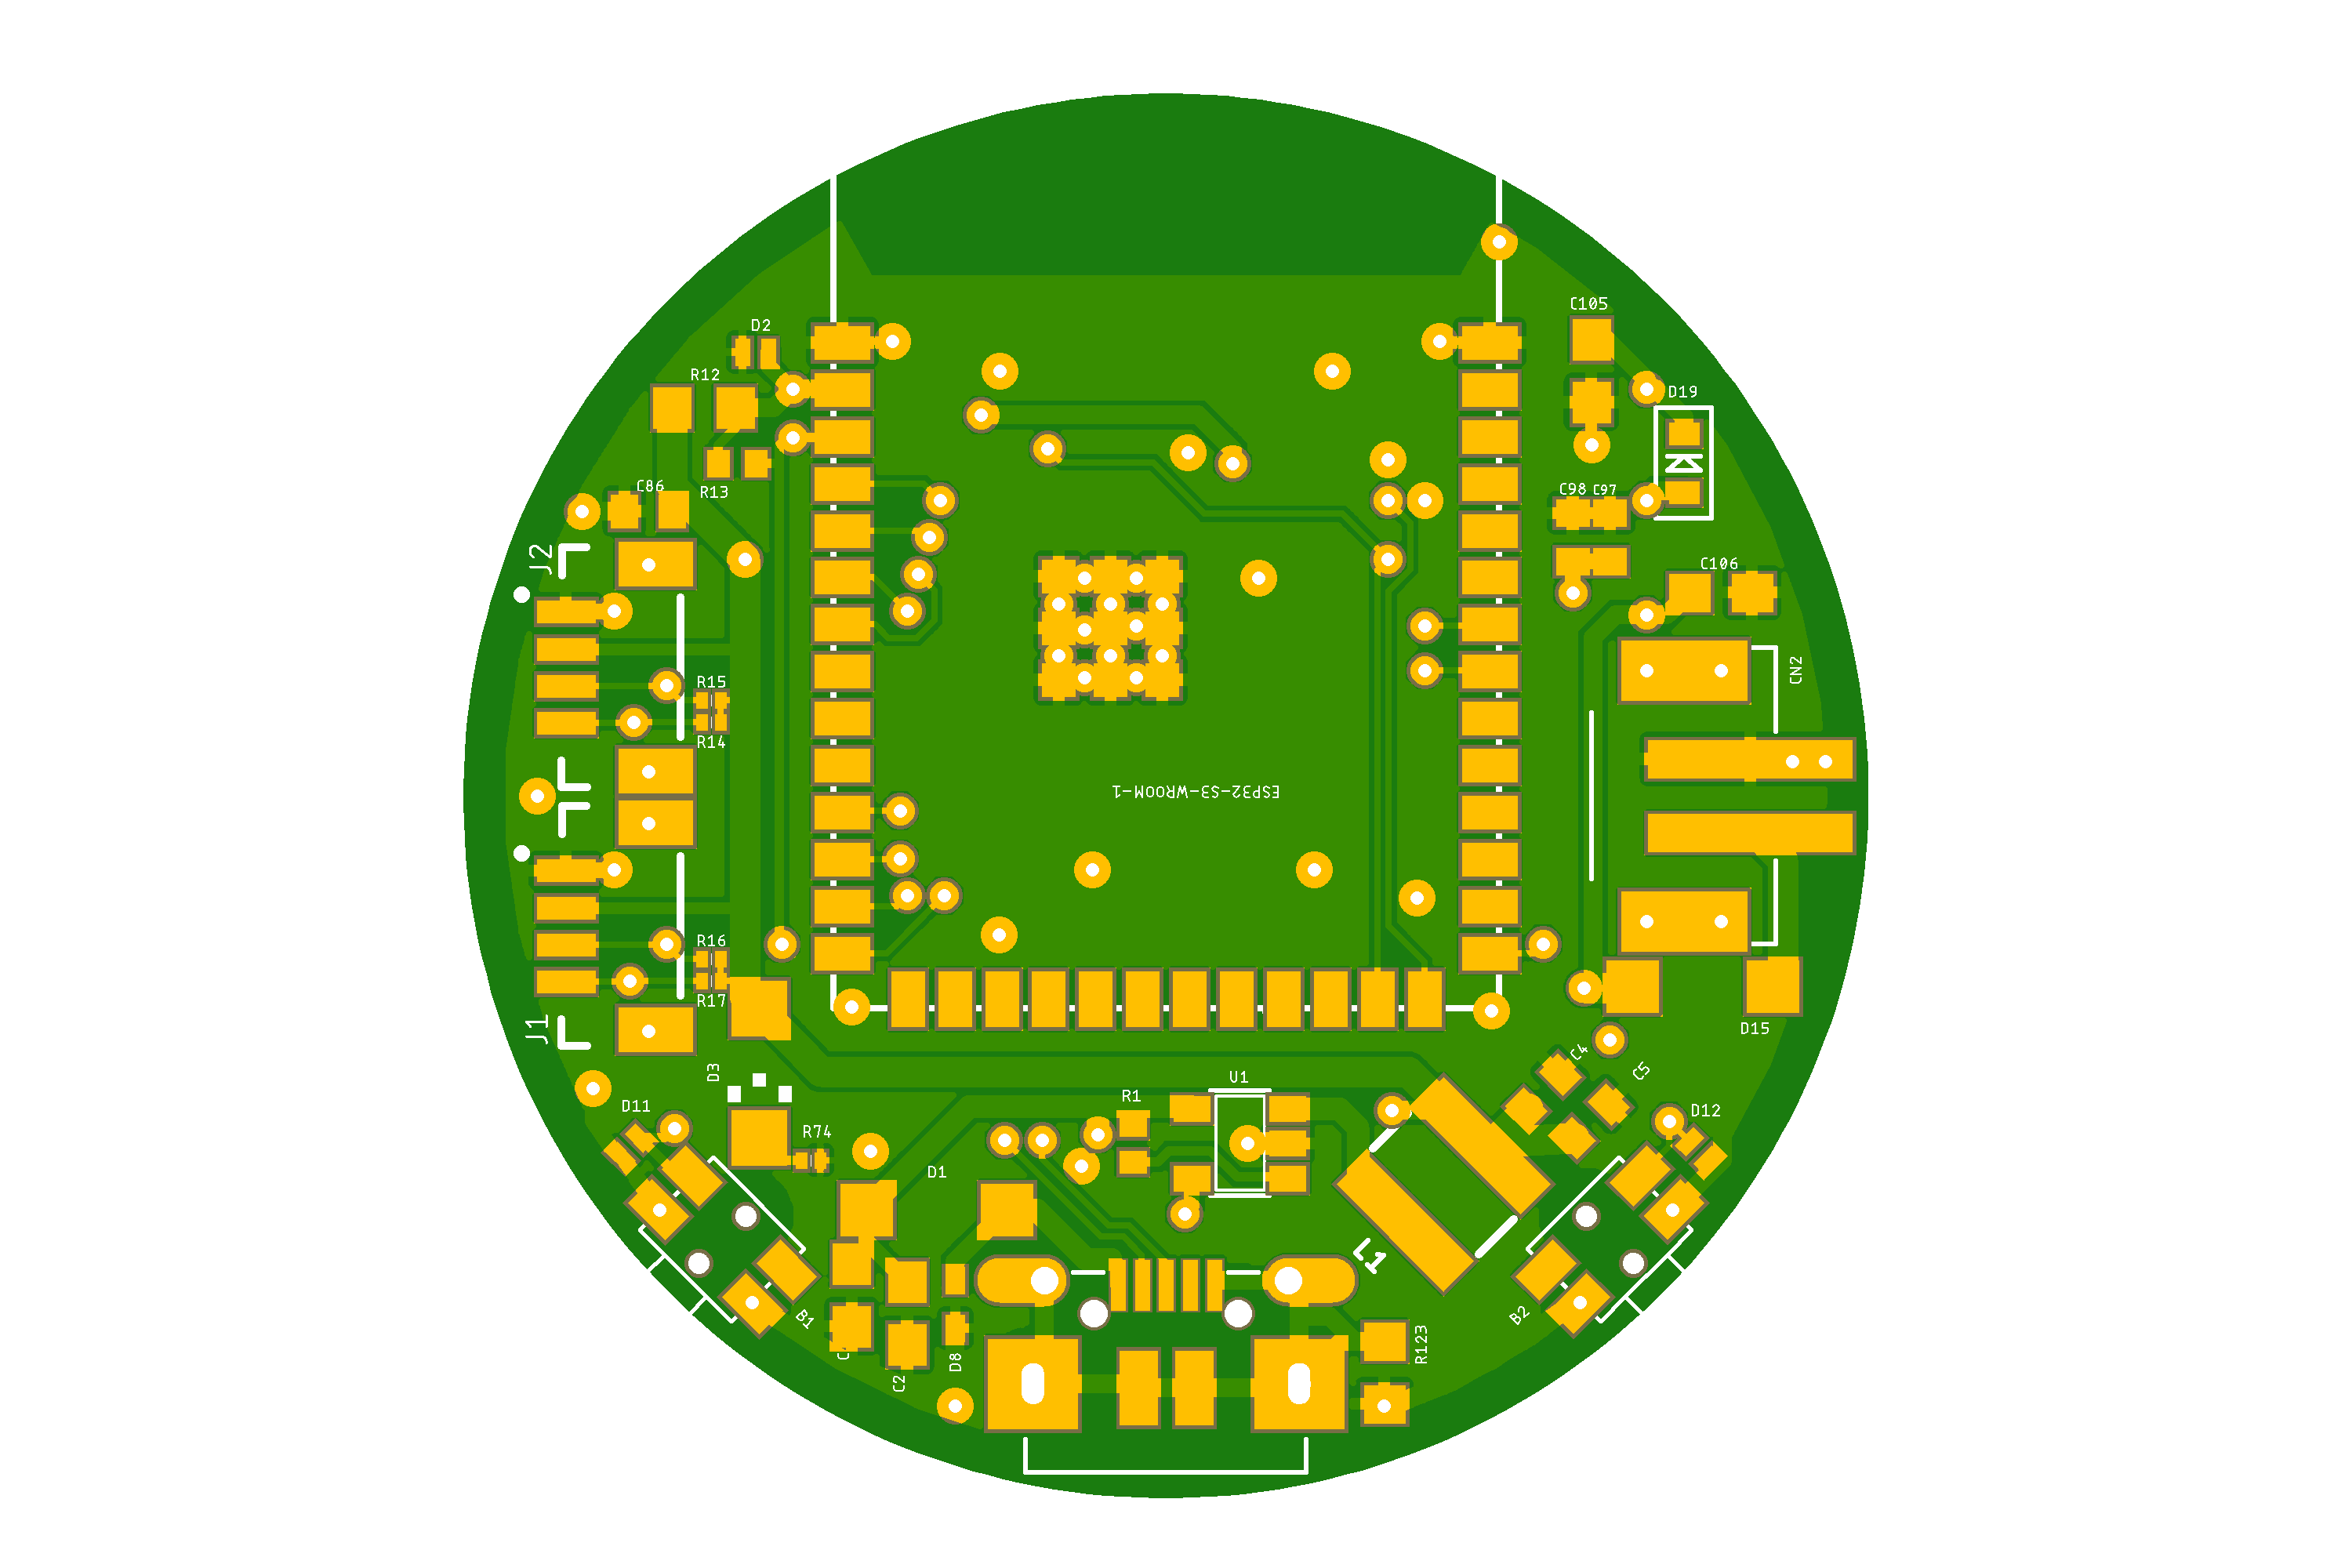 C105
D2
R12
D19
C86
R13
C98
C97
J2
C106
CN2
R15
R14
ESP32-S3-WROOM-1
R16
R17
J1
D15
C4
C5
D3
U1
R1
D11
D12
R74
D1
L1
B1
B2
R123
D8
C2